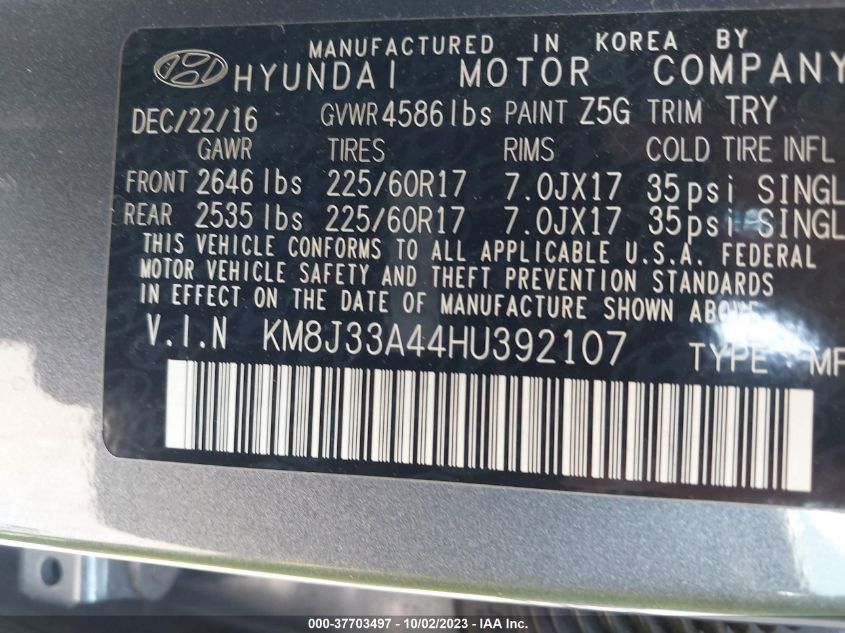 MANUFACTURED IN KOREA BY
HYUNDAI MOTOR COMPANY
DEC/22/16 GVWR 4586 lbs PAINT Z5G TRIM TRY
GAWR TIRES RIMS COLD TIRE INFL
FRONT 2646 lbs 225/60R17 7.0JX17 35psi SINGL
REAR 2535 lbs 225/60R17 7.0JX17 35psi SINGL
THIS VEHICLE CONFORMS TO ALL APPLICABLE U.S.A. FEDERAL
MOTOR VEHICLE SAFETY AND THEFT PREVENTION STANDARDS
IN EFFECT ON THE DATE OF MANUFACTURE SHOWN ABOVE.
V.I.N KM8J33A44HU392107 TYPE MP
000-37703497 - 10/02/2023 - IAA Inc.